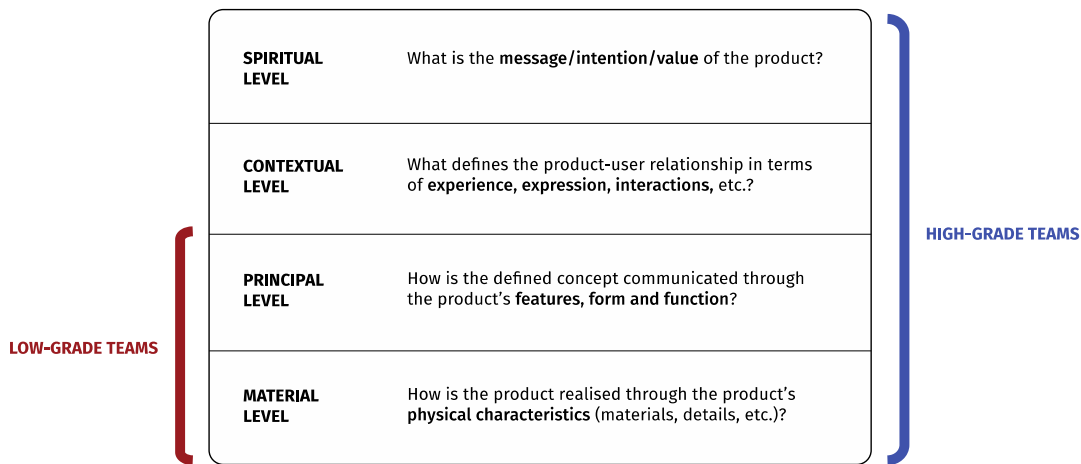 SPIRITUAL
LEVEL
What is the message/intention/value of the product?
CONTEXTUAL
LEVEL
What defines the product-user relationship in terms
of experience, expression, interactions, etc.?
HIGH-GRADE TEAMS
PRINCIPAL
LEVEL
How is the defined concept communicated through
the product's features, form and function?
LOW-GRADE TEAMS
MATERIAL
LEVEL
How is the product realised through the product's
physical characteristics (materials, details, etc.)?